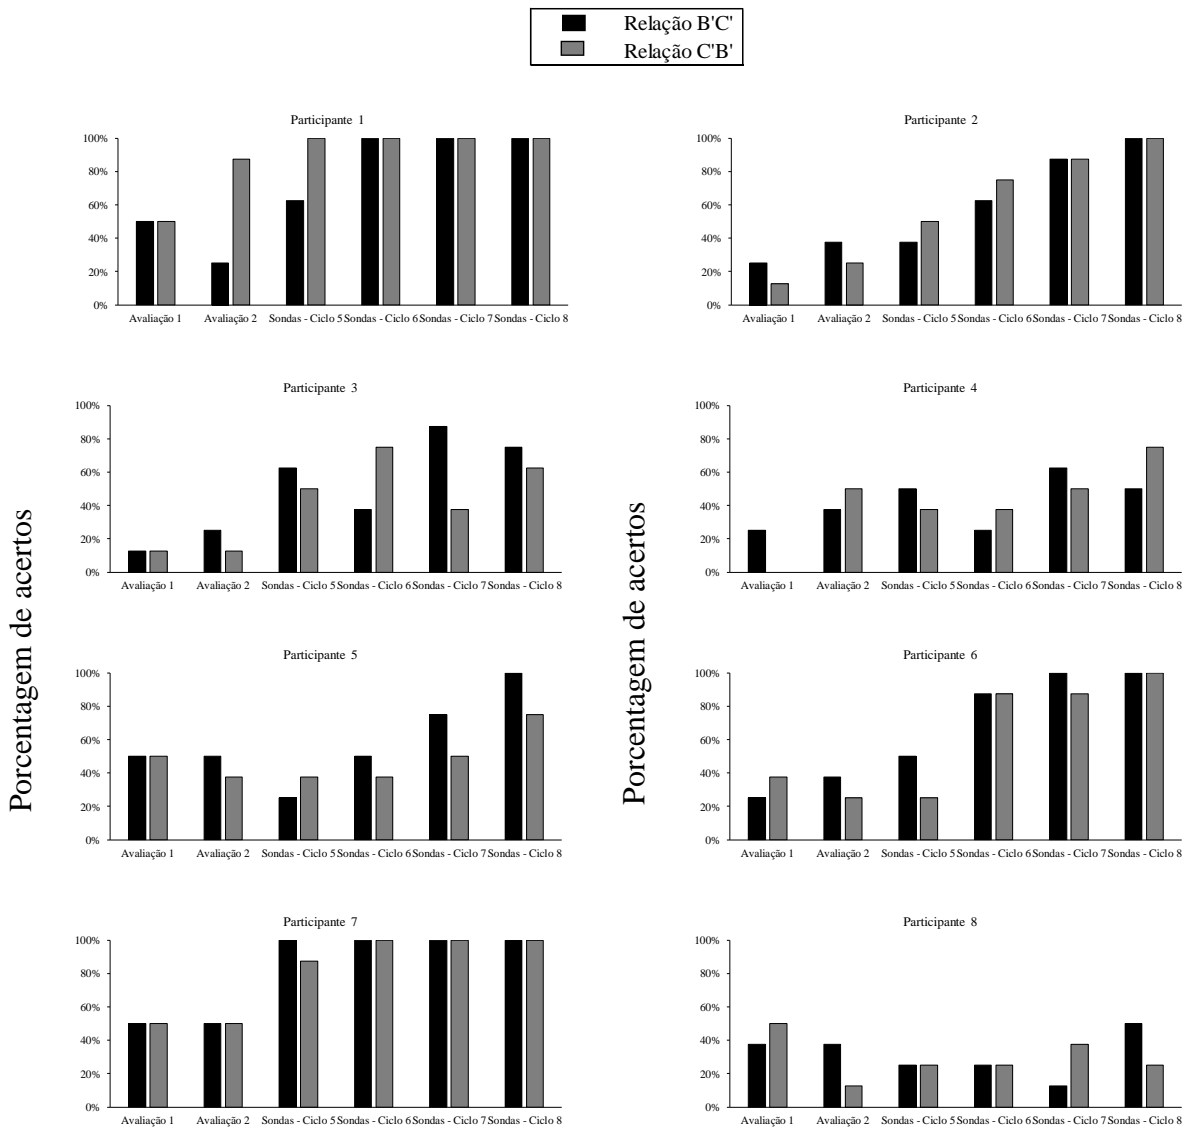 Relação B'C'
Relação C'B'
Porcentagem de acertos
Porcentagem de acertos
Participante 1
100%
80%
60%
40%
20%
0%
Avaliação 1 Avaliação 2 Sondas - Ciclo 5 Sondas - Ciclo 6 Sondas - Ciclo 7 Sondas - Ciclo 8
Participante 2
100%
80%
60%
40%
20%
0%
Avaliação 1 Avaliação 2 Sondas - Ciclo 5 Sondas - Ciclo 6 Sondas - Ciclo 7 Sondas - Ciclo 8
Participante 3
100%
80%
60%
40%
20%
0%
Avaliação 1 Avaliação 2 Sondas - Ciclo 5 Sondas - Ciclo 6 Sondas - Ciclo 7 Sondas - Ciclo 8
Participante 4
100%
80%
60%
40%
20%
0%
Avaliação 1 Avaliação 2 Sondas - Ciclo 5 Sondas - Ciclo 6 Sondas - Ciclo 7 Sondas - Ciclo 8
Participante 5
100%
80%
60%
40%
20%
0%
Avaliação 1 Avaliação 2 Sondas - Ciclo 5 Sondas - Ciclo 6 Sondas - Ciclo 7 Sondas - Ciclo 8
Participante 6
100%
80%
60%
40%
20%
0%
Avaliação 1 Avaliação 2 Sondas - Ciclo 5 Sondas - Ciclo 6 Sondas - Ciclo 7 Sondas - Ciclo 8
Participante 7
100%
80%
60%
40%
20%
0%
Avaliação 1 Avaliação 2 Sondas - Ciclo 5 Sondas - Ciclo 6 Sondas - Ciclo 7 Sondas - Ciclo 8
Participante 8
100%
80%
60%
40%
20%
0%
Avaliação 1 Avaliação 2 Sondas - Ciclo 5 Sondas - Ciclo 6 Sondas - Ciclo 7 Sondas - Ciclo 8